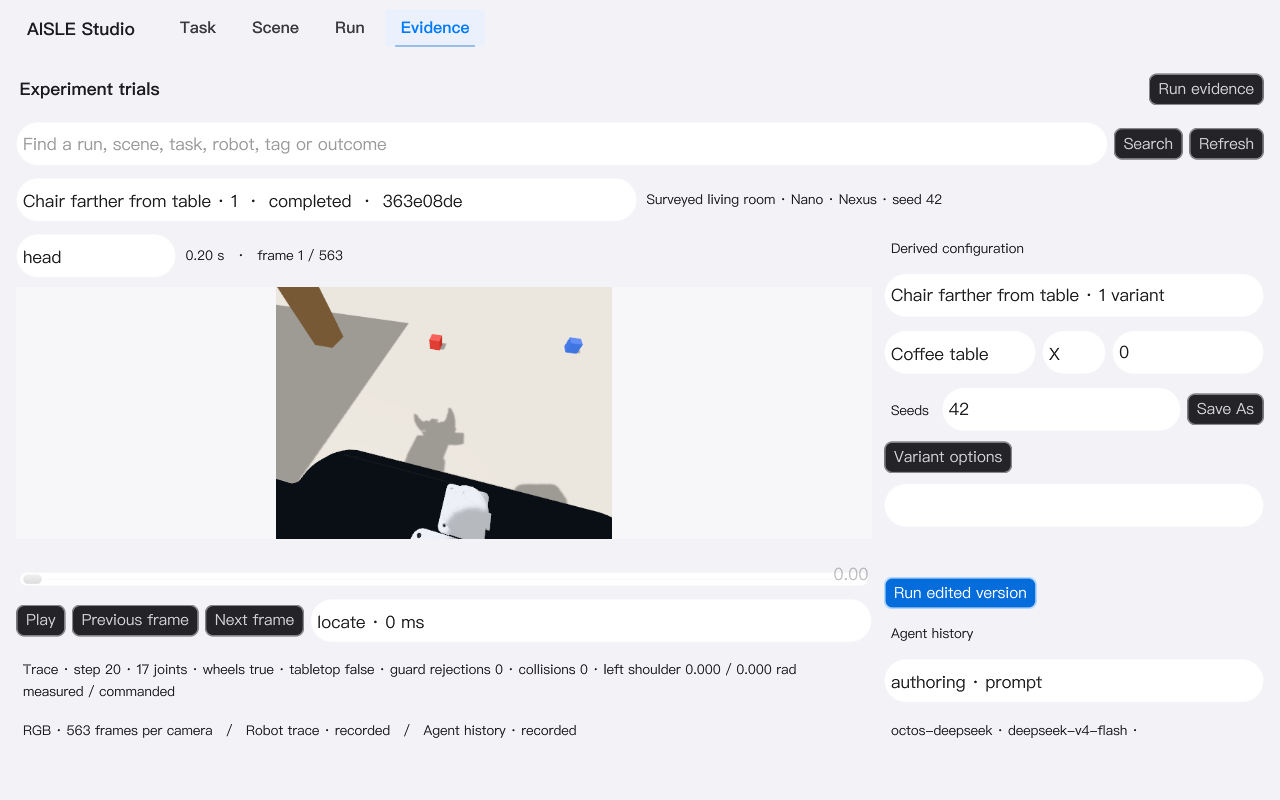 AISLE Studio
Task
Scene
Run
Evidence
Experiment trials
Run evidence
Find a run, scene, task, robot, tag or outcome
Search
Refresh
Chair farther from table · 1 · completed · 363e08de
Surveyed living room · Nano · Nexus · seed 42
head
0.20 s · frame 1 / 563
Derived configuration
Chair farther from table · 1 variant
Coffee table
X
0
Seeds
42
Save As
Variant options
0.00
Run edited version
Play
Previous frame
Next frame
locate · 0 ms
Agent history
Trace · step 20 · 17 joints · wheels true · tabletop false · guard rejections 0 · collisions 0 · left shoulder 0.000 / 0.000 rad
measured / commanded
authoring · prompt
RGB · 563 frames per camera / Robot trace · recorded / Agent history · recorded
octos-deepseek · deepseek-v4-flash ·